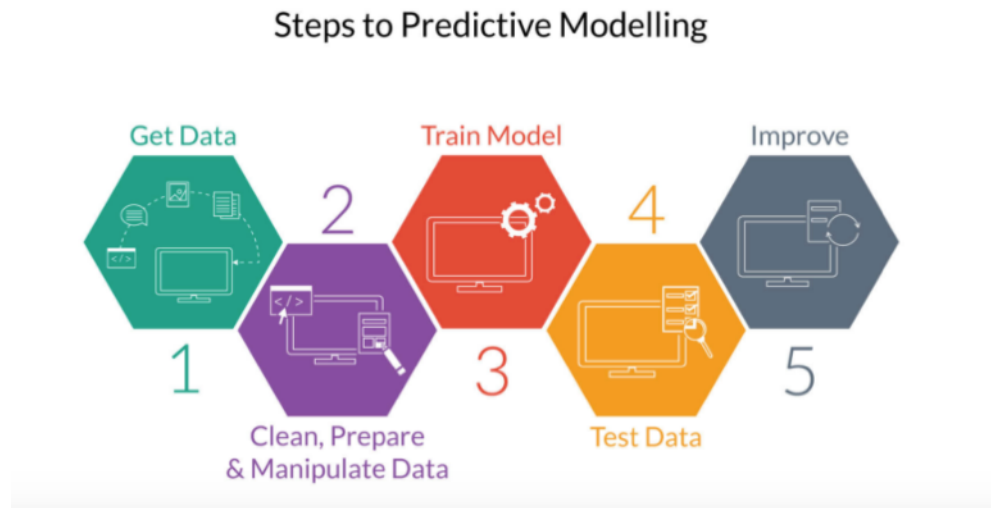 Steps to Predictive Modelling
Get Data
1
</>
2
</>
Clean, Prepare
& Manipulate Data
Train Model
3
4
Test Data
Improve
5